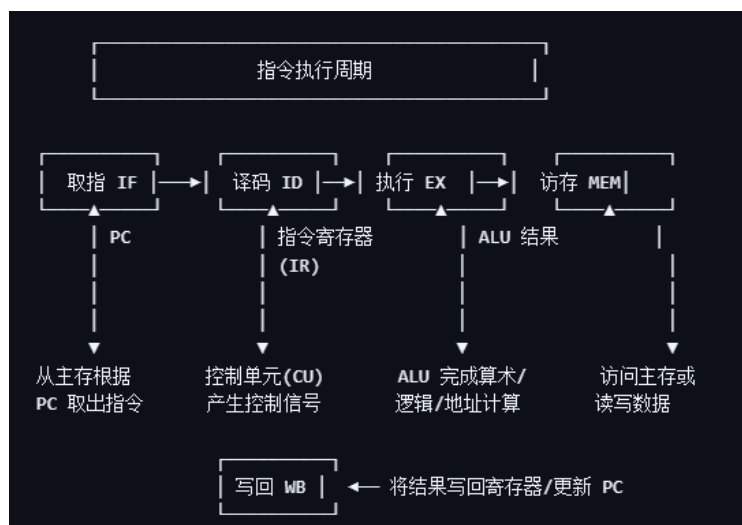 指令执行周期
取指 IF 译码 ID 执行 EX 访存 MEM
PC 指令寄存器 ALU 结果
(IR)
从主存根据 控制单元(CU) ALU 完成算术/ 访问主存或
PC 取出指令 产生控制信号 逻辑/地址计算 读写数据
写回 WB 将结果写回寄存器/更新 PC